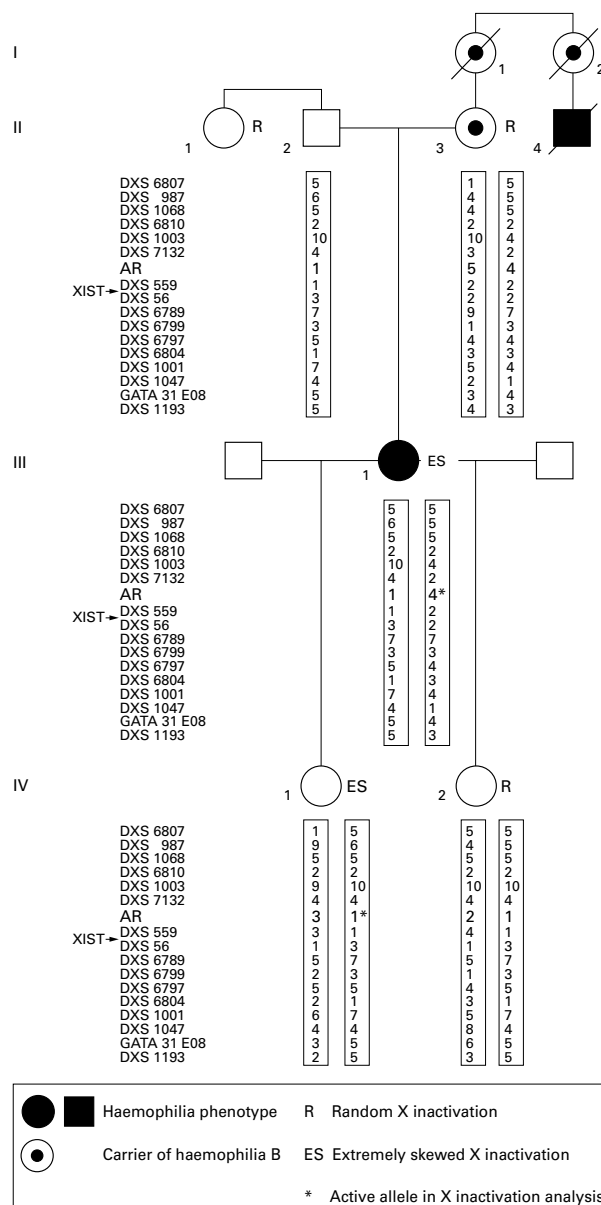 I
1 2
II
1 R 2 3 R 4
DXS 6807 5 1 5
DXS 987 6 4 5
DXS 1068 5 4 5
DXS 6810 2 2 2
DXS 1003 10 10 4
DXS 7132 4 3 2
AR 1 5 4
XIST
DXS 559 1 2 2
DXS 56 3 2 2
DXS 6789 7 9 7
DXS 6799 3 1 3
DXS 6797 5 4 4
DXS 6804 1 3 3
DXS 1001 7 5 4
DXS 1047 4 2 1
GATA 31 E08 5 3 4
DXS 1193 5 4 3
III
1 ES
DXS 6807 5 5
DXS 987 6 5
DXS 1068 5 5
DXS 6810 2 2
DXS 1003 10 4
DXS 7132 4 2
AR 1 4*
XIST
DXS 559 1 2
DXS 56 3 2
DXS 6789 7 7
DXS 6799 3 3
DXS 6797 5 4
DXS 6804 1 3
DXS 1001 7 4
DXS 1047 4 1
GATA 31 E08 5 4
DXS 1193 5 3
IV
1 ES 2 R
DXS 6807 1 5 5 5
DXS 987 9 6 4 5
DXS 1068 5 5 5 5
DXS 6810 2 2 2 2
DXS 1003 9 10 10 10
DXS 7132 4 4 4 4
AR 3 1* 2 1
XIST
DXS 559 3 1 4 1
DXS 56 1 3 1 3
DXS 6789 5 7 5 7
DXS 6799 2 3 1 3
DXS 6797 5 5 4 5
DXS 6804 2 1 3 1
DXS 1001 6 7 5 7
DXS 1047 4 4 8 4
GATA 31 E08 3 5 6 5
DXS 1193 2 5 3 5
Haemophilia phenotype R Random X inactivation
Carrier of haemophilia B ES Extremely skewed X inactivation
* Active allele in X inactivation analysis